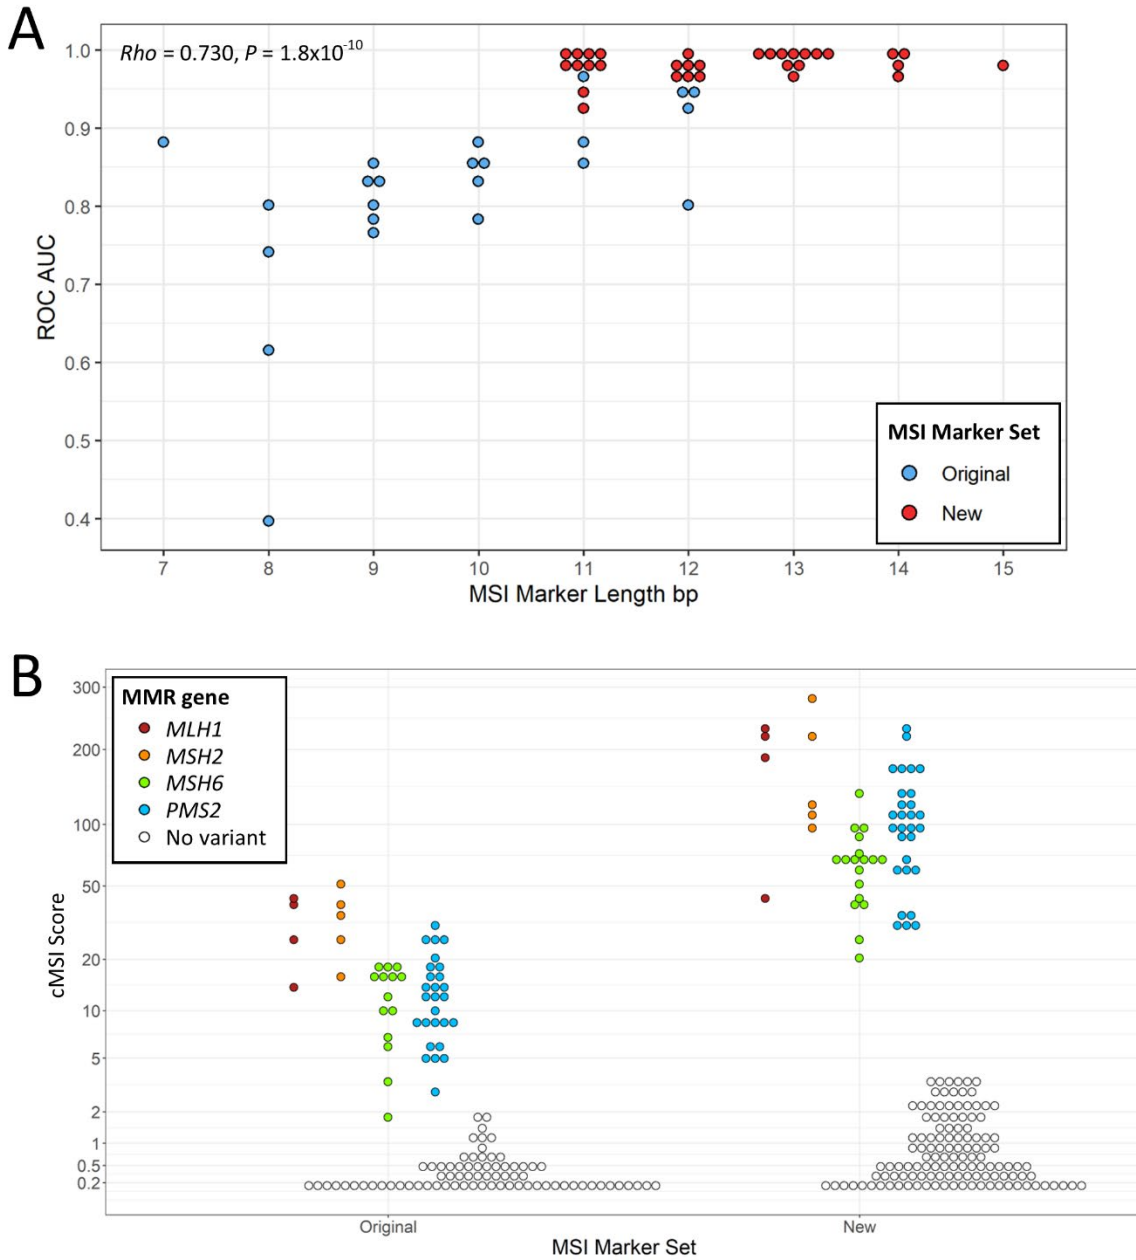 A
Rho = 0.730, P = 1.8x10^-10
1.0
0.9
0.8
0.7
0.6
0.5
0.4
ROC AUC
MSI Marker Set
Original
New
7 8 9 10 11 12 13 14 15
MSI Marker Length bp
B
MMR gene
MLH1
MSH2
MSH6
PMS2
No variant
300
200
100
50
20
10
5
2
1
0.5
0.2
cMSI Score
Original New
MSI Marker Set